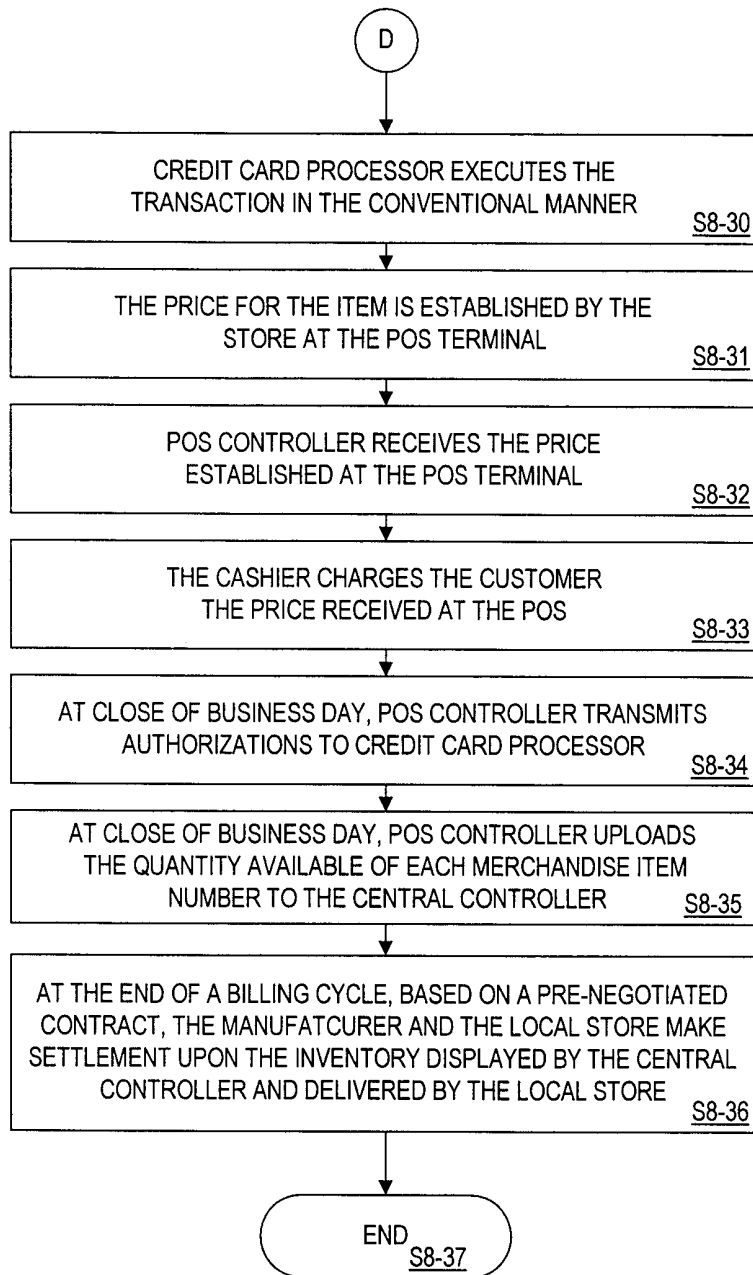 D
CREDIT CARD PROCESSOR EXECUTES THE
TRANSACTION IN THE CONVENTIONAL MANNER
S8-30
THE PRICE FOR THE ITEM IS ESTABLISHED BY THE
STORE AT THE POS TERMINAL
S8-31
POS CONTROLLER RECEIVES THE PRICE
ESTABLISHED AT THE POS TERMINAL
S8-32
THE CASHIER CHARGES THE CUSTOMER
THE PRICE RECEIVED AT THE POS
S8-33
AT CLOSE OF BUSINESS DAY, POS CONTROLLER TRANSMITS
AUTHORIZATIONS TO CREDIT CARD PROCESSOR
S8-34
AT CLOSE OF BUSINESS DAY, POS CONTROLLER UPLOADS
THE QUANTITY AVAILABLE OF EACH MERCHANDISE ITEM
NUMBER TO THE CENTRAL CONTROLLER
S8-35
AT THE END OF A BILLING CYCLE, BASED ON A PRE-NEGOTIATED
CONTRACT, THE MANUFATCURER AND THE LOCAL STORE MAKE
SETTLEMENT UPON THE INVENTORY DISPLAYED BY THE CENTRAL
CONTROLLER AND DELIVERED BY THE LOCAL STORE
S8-36
END
S8-37